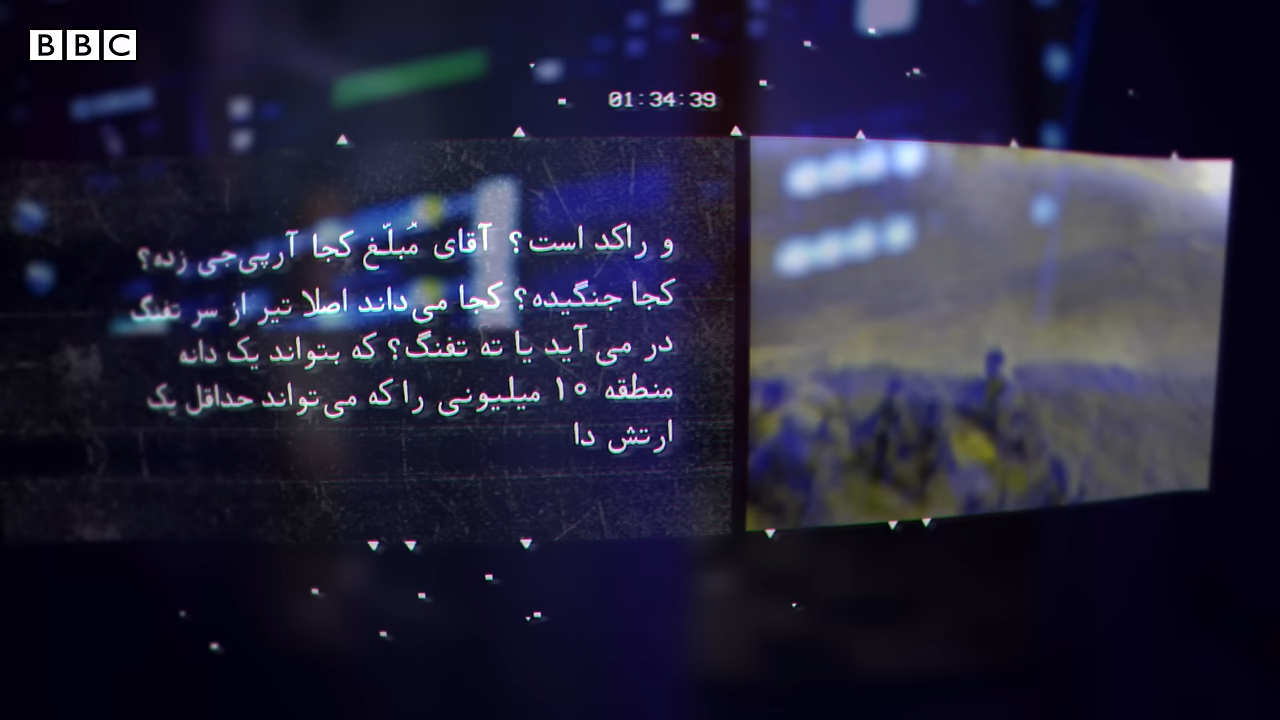 BBC
01:34:39
و راکد است؟ آقای مُبلّغ کجا آرپی‌جی زده؟
کجا جنگیده؟ کجا می‌داند اصلا تیر از سر تفنگ
در می آید یا ته تفنگ؟ که بتواند یک دانه
منطقه ۱۰ میلیونی را که می‌تواند حداقل یک
ارتش دا